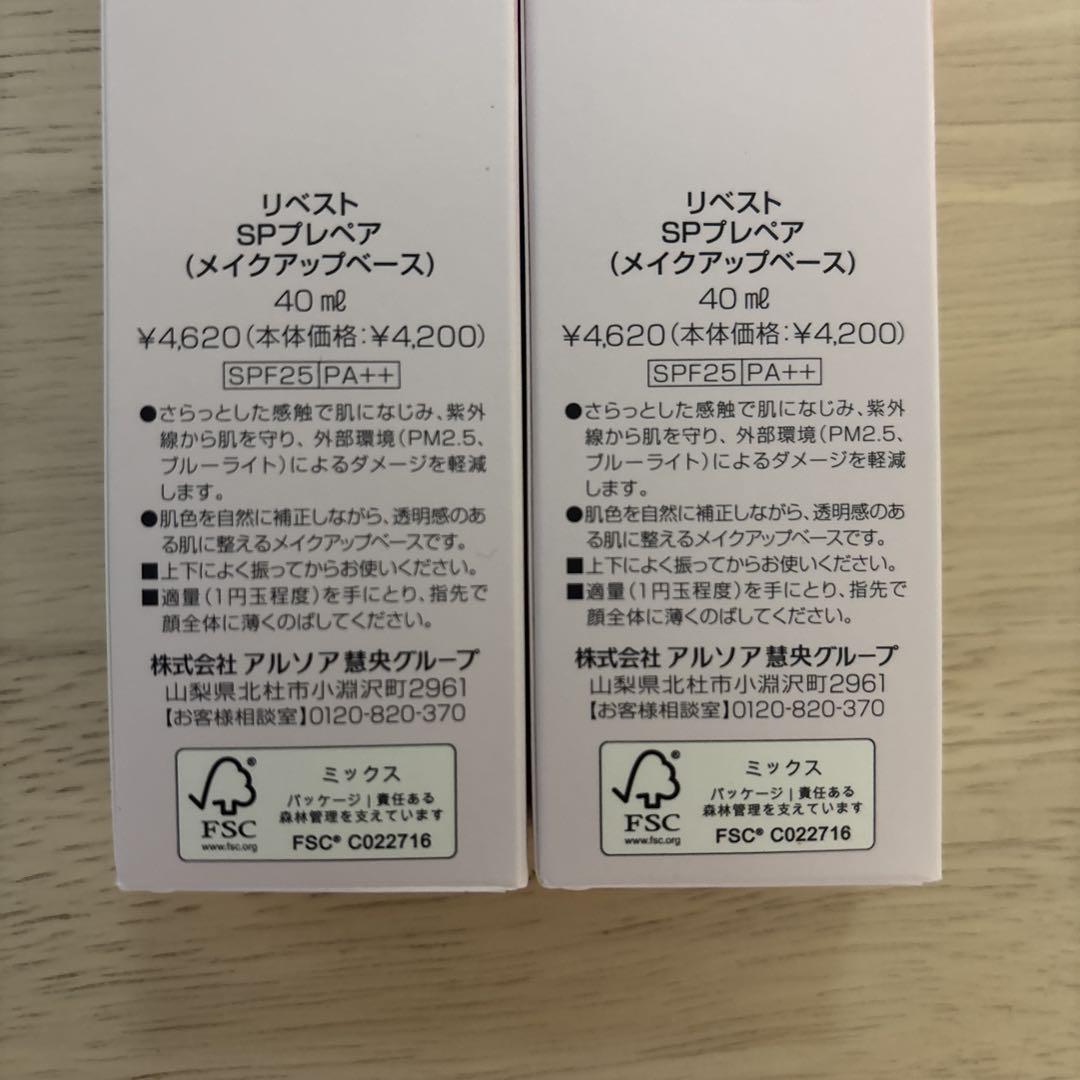 リベスト
SPプレペア
(メイクアップベース)
40㎖
¥4,620(本体価格:¥4,200)
SPF25 PA++
●さらっとした感触で肌になじみ、紫外
線から肌を守り、外部環境(PM2.5、
ブルーライト)によるダメージを軽減
します。
●肌色を自然に補正しながら、透明感のあ
る肌に整えるメイクアップベースです。
■上下によく振ってからお使いください。
■適量(1円玉程度)を手にとり、指先で
顔全体に薄くのばしてください。
株式会社 アルソア慧央グループ
山梨県北杜市小淵沢町2961
【お客様相談室】0120-820-370
FSC®
www.fsc.org
ミックス
パッケージ|責任ある
森林管理を支えています
FSC® C022716
リベスト
SPプレペア
(メイクアップベース)
40㎖
¥4,620(本体価格:¥4,200)
SPF25 PA++
●さらっとした感触で肌になじみ、紫外
線から肌を守り、外部環境(PM2.5、
ブルーライト)によるダメージを軽減
します。
●肌色を自然に補正しながら、透明感のあ
る肌に整えるメイクアップベースです。
■上下によく振ってからお使いください。
■適量(1円玉程度)を手にとり、指先で
顔全体に薄くのばしてください。
株式会社 アルソア慧央グループ
山梨県北杜市小淵沢町2961
【お客様相談室】0120-820-370
FSC®
www.fsc.org
ミックス
パッケージ|責任ある
森林管理を支えています
FSC® C022716